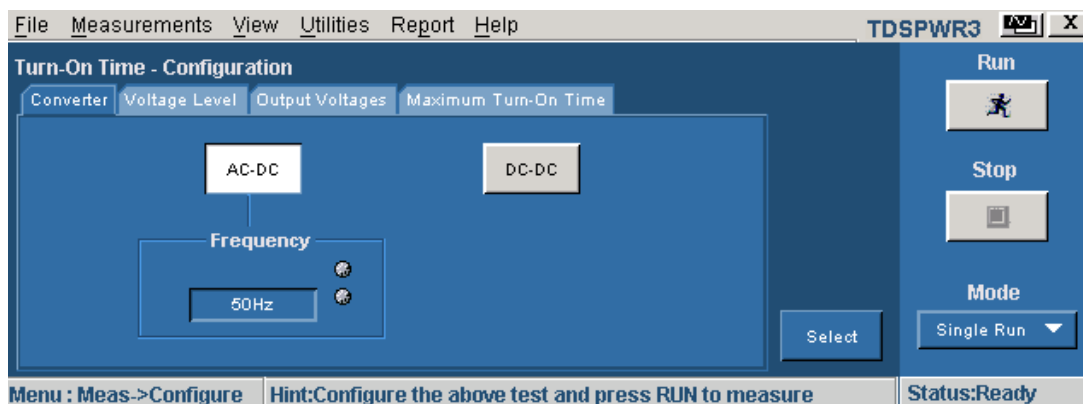 File Measurements View Utilities Report Help TDSPWR3 X
Turn-On Time - Configuration
Converter Voltage Level Output Voltages Maximum Turn-On Time
AC-DC DC-DC
Frequency
50Hz
Select
Run
Stop
Mode
Single Run
Menu : Meas->Configure Hint:Configure the above test and press RUN to measure Status:Ready